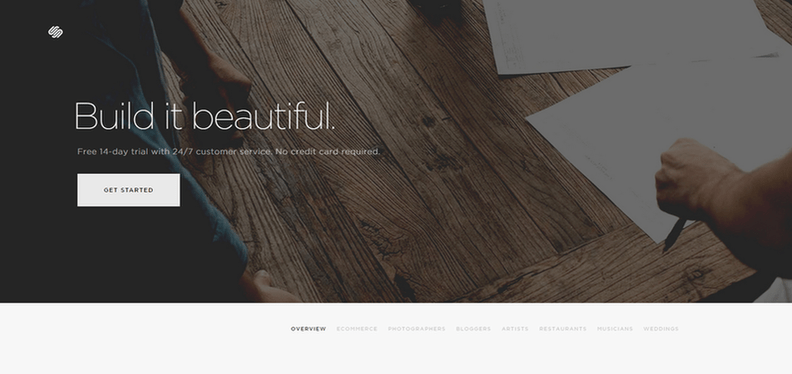 Build it beautiful.
Free 14-day trial with 24/7 customer service. No credit card required.
GET STARTED
OVERVIEW ECOMMERCE PHOTOGRAPHERS BLOGGERS ARTISTS RESTAURANTS MUSICIANS WEDDINGS